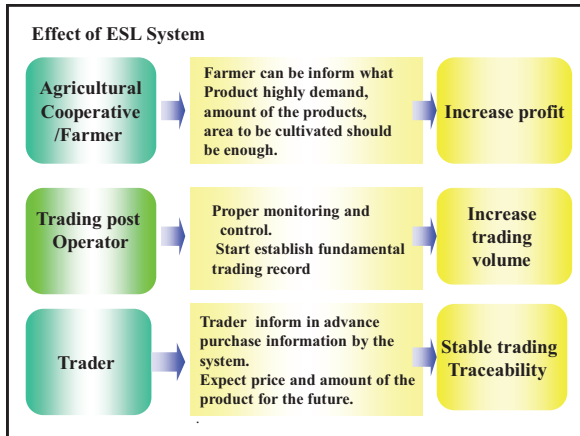 Effect of ESL System
Agricultural
Cooperative
/Farmer
Farmer can be inform what
Product highly demand,
amount of the products,
area to be cultivated should
be enough.
Increase profit
Trading post
Operator
Proper monitoring and
control.
Start establish fundamental
trading record
Increase
trading
volume
Trader
Trader inform in advance
purchase information by the
system.
Expect price and amount of the
product for the future.
.
Stable trading
Traceability